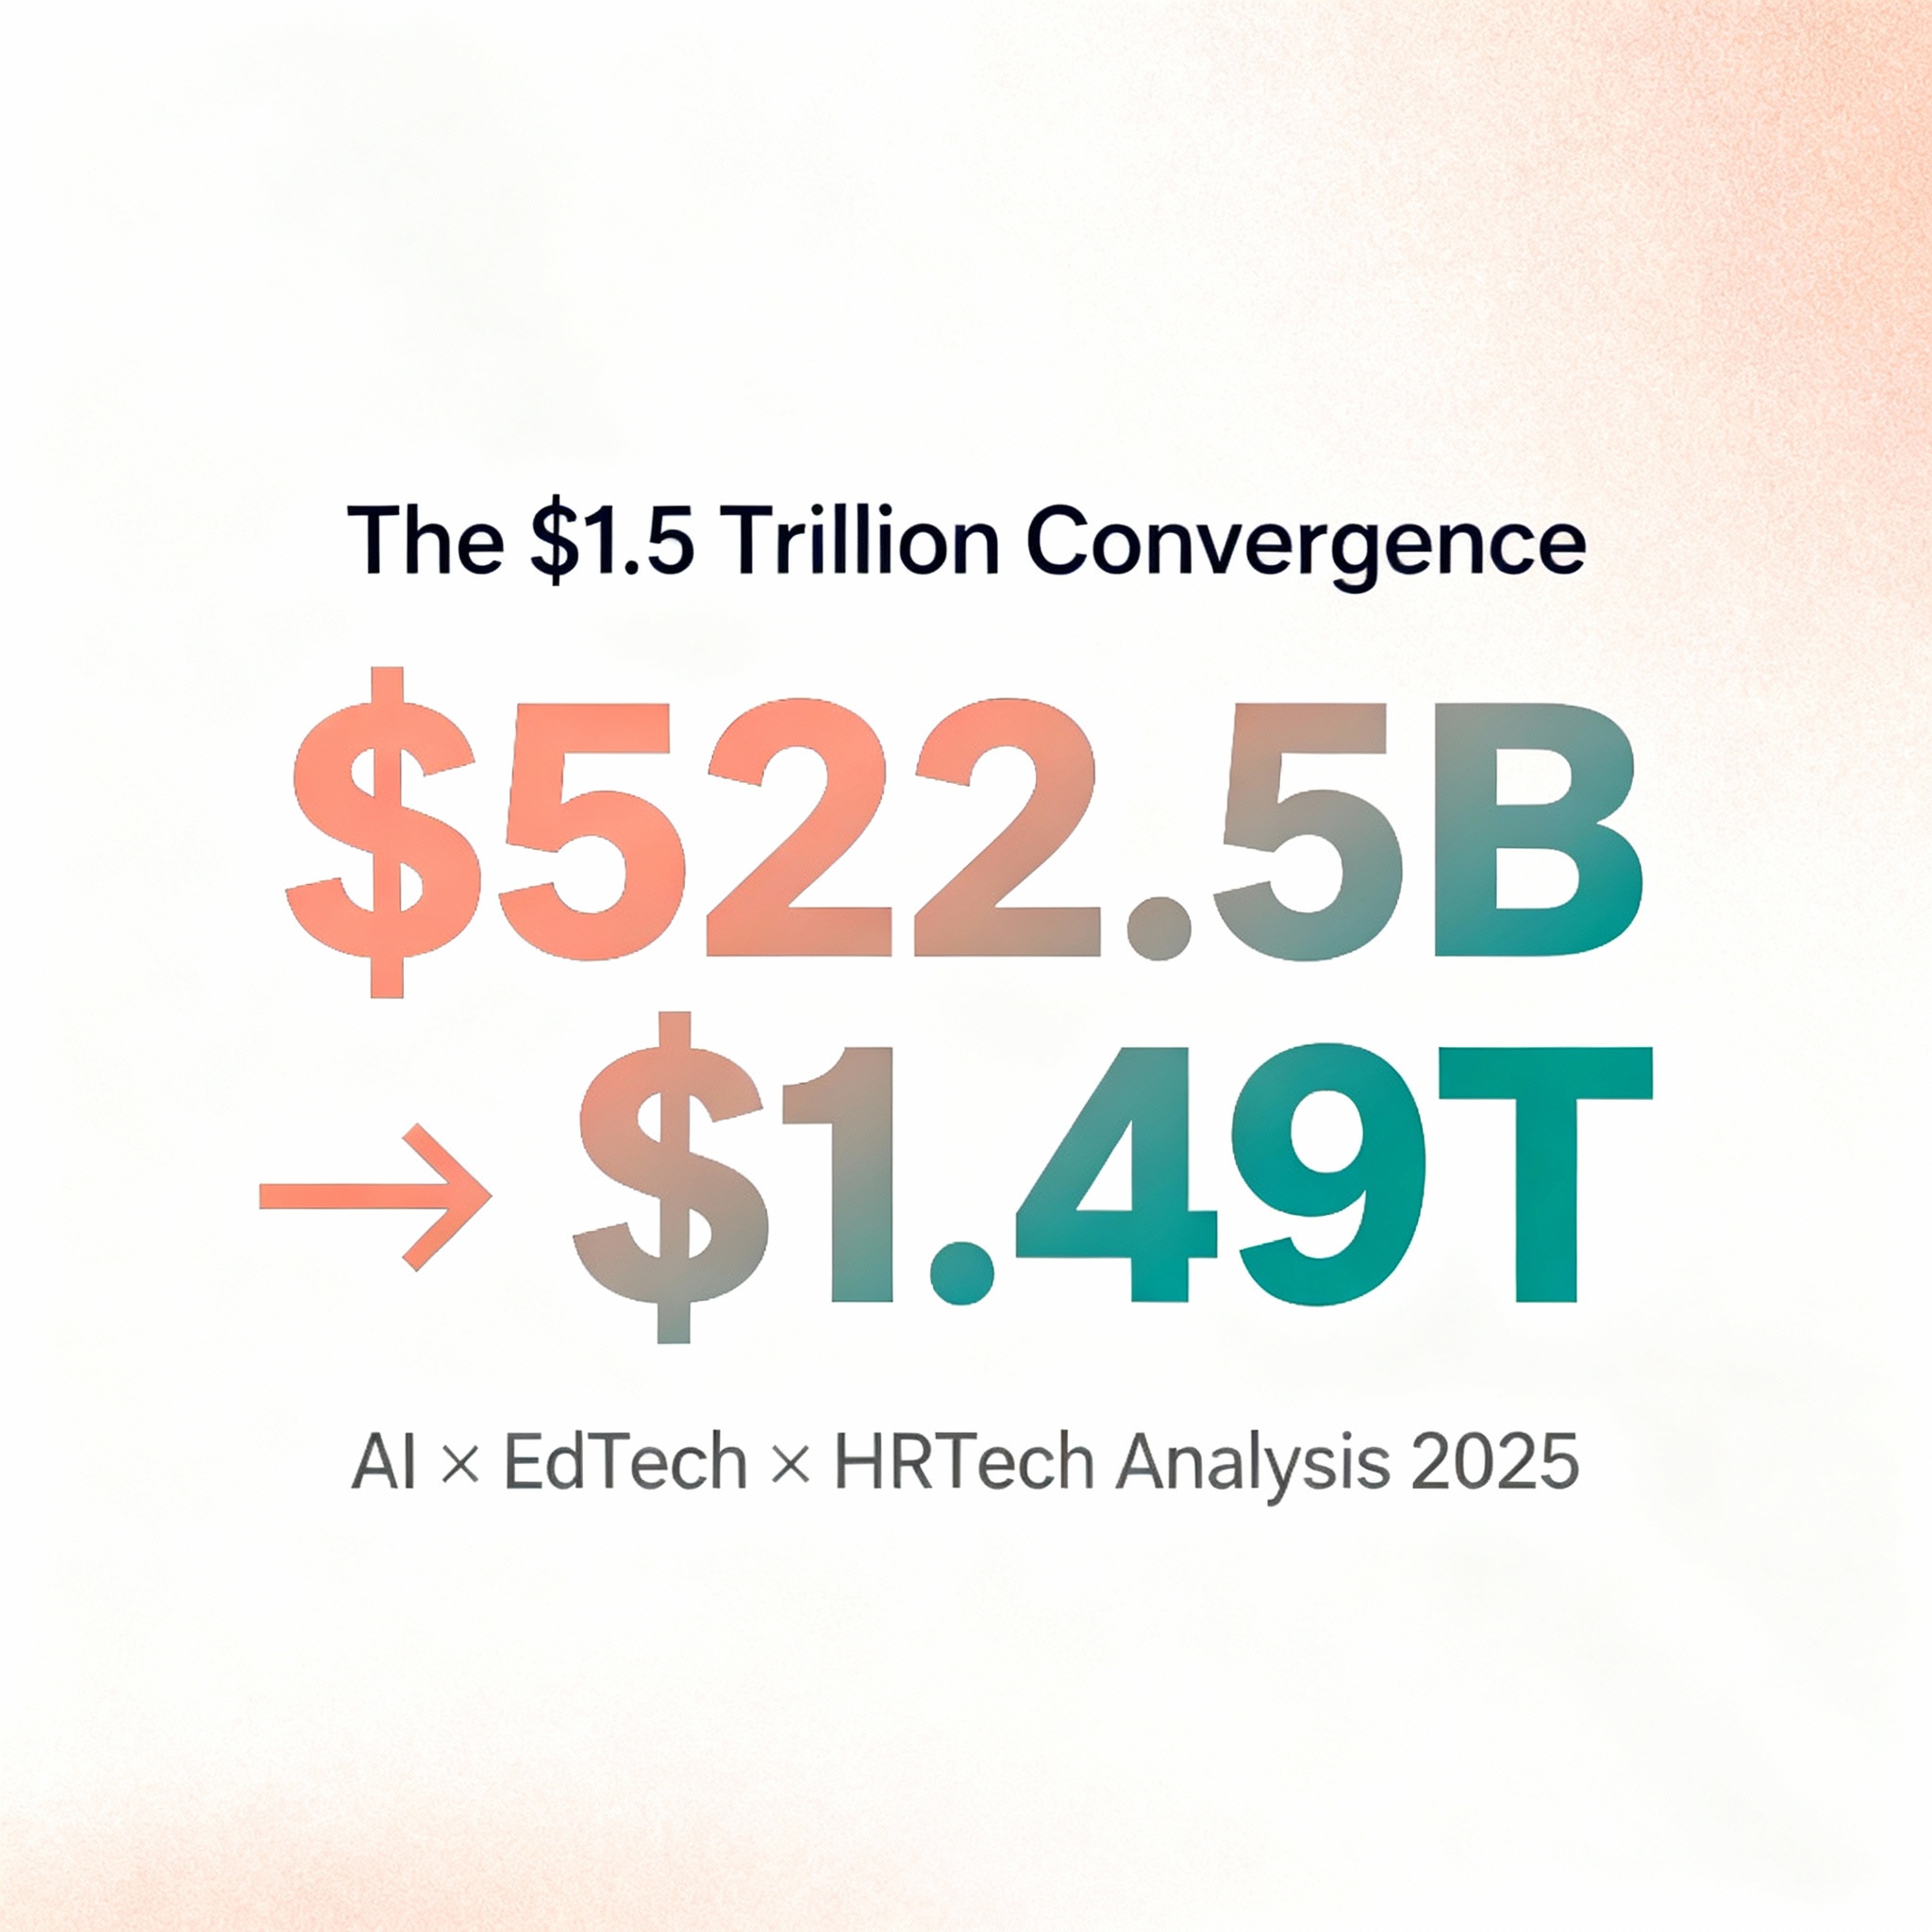 The $1.5 Trillion Convergence
$522.5B
→ $1.49T
AI × EdTech × HRTech Analysis 2025